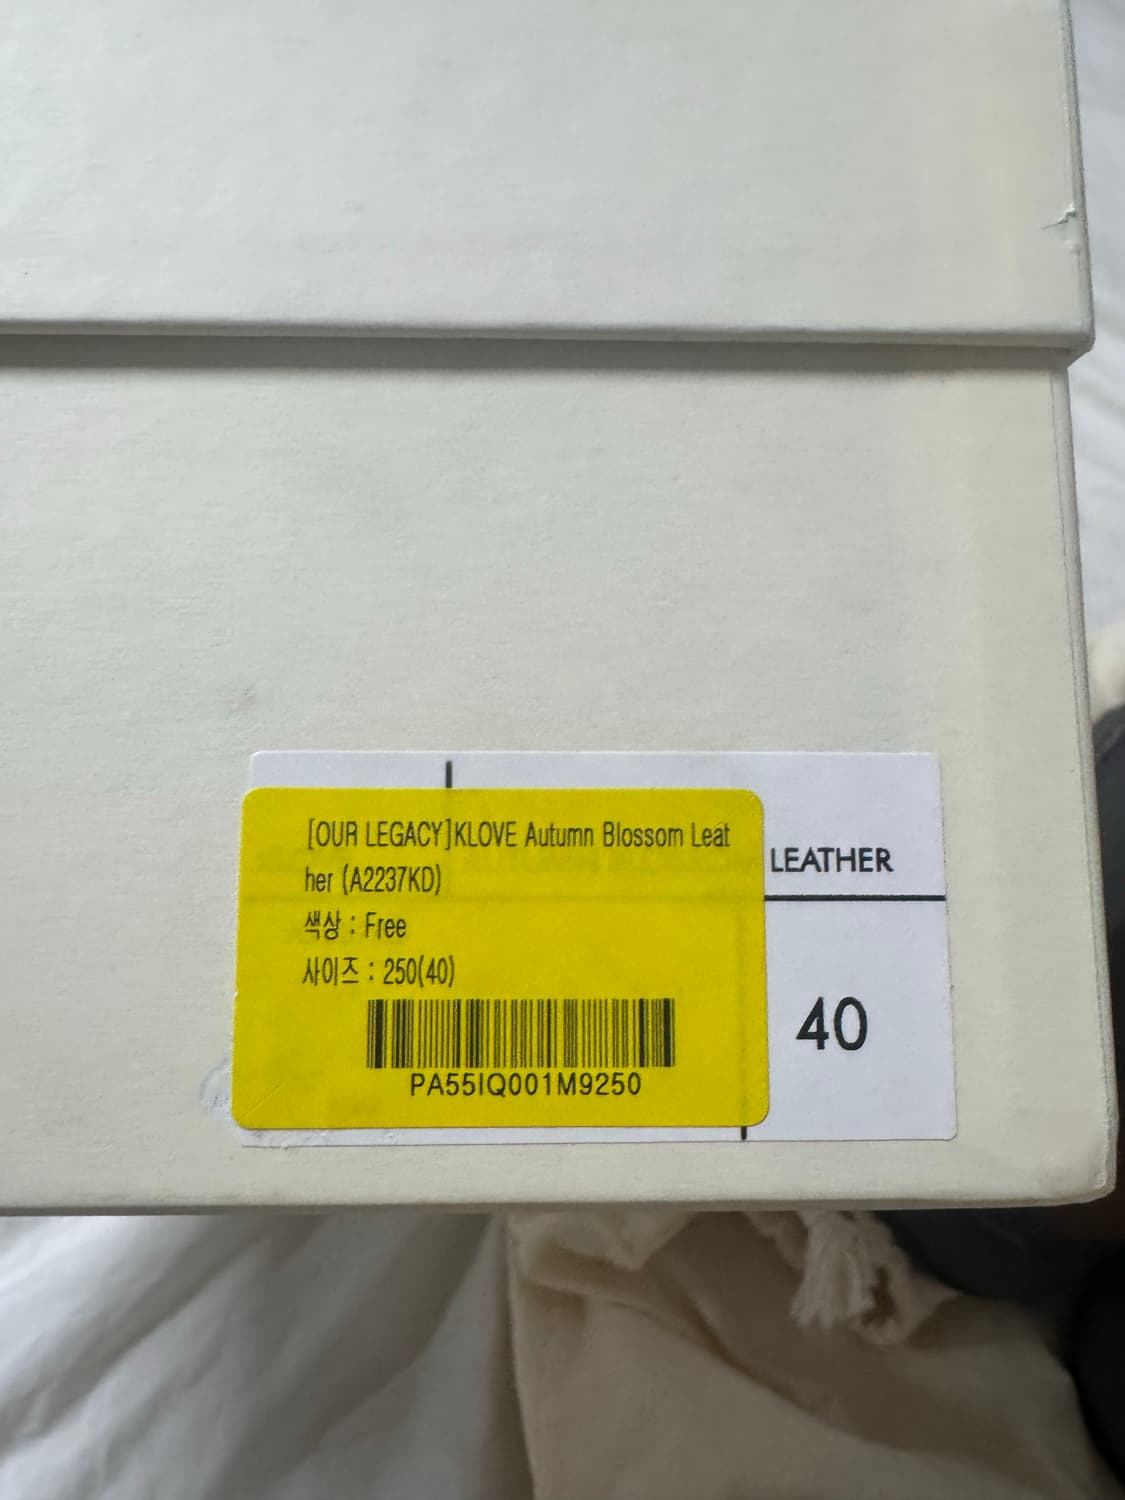 [OUR LEGACY]KLOVE Autumn Blossom Leat
her (A2237KD)
색상 : Free
사이즈 : 250(40)
PA55IQ001M9250
LEATHER
40